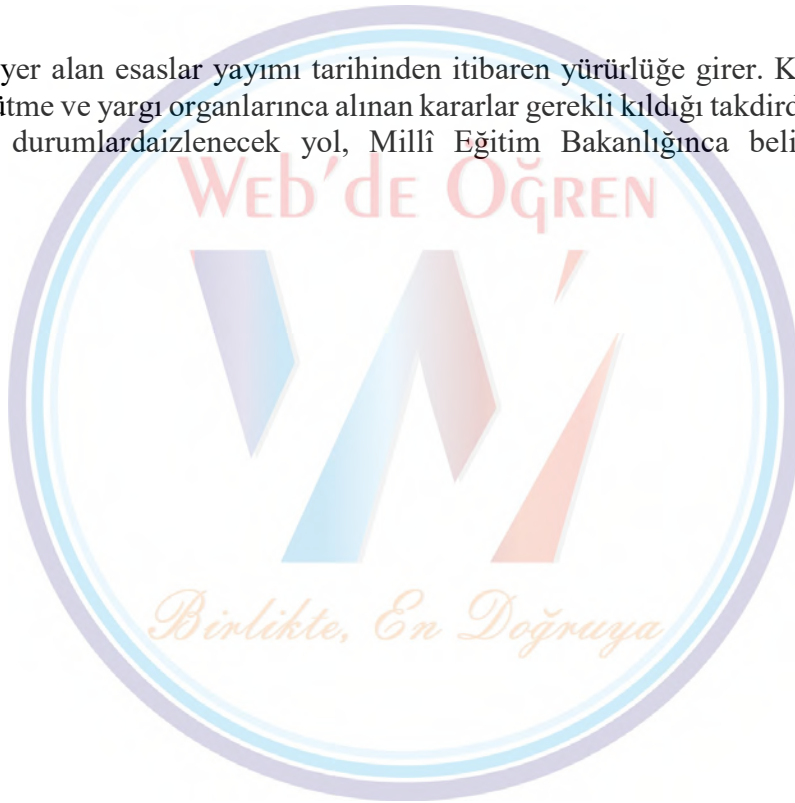 yer alan esaslar yayımı tarihinden itibaren yürürlüğe girer. K
ütme ve yargı organlarınca alınan kararlar gerekli kıldığı takdird
durumlardaizlenecek yol, Millî Eğitim Bakanlığınca beli
WEB'DE ÖĞREN
Birlikte, En Doğruya